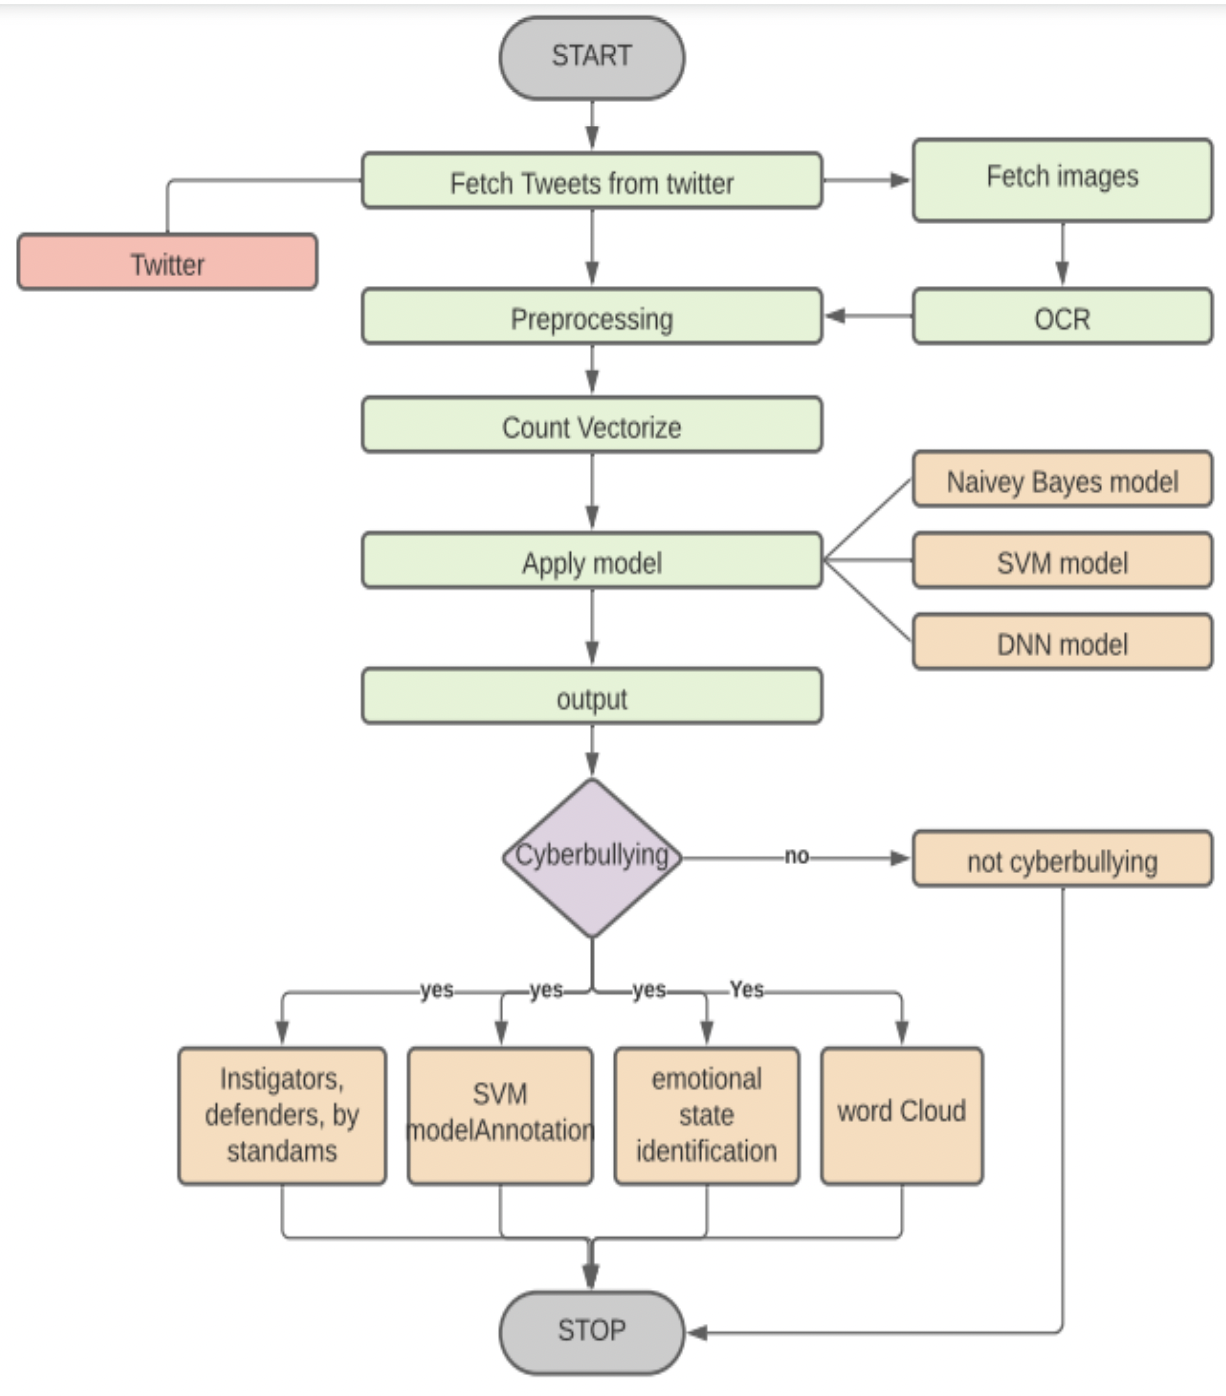 START
Fetch Tweets from twitter
Fetch images
Twitter
Preprocessing
OCR
Count Vectorize
Naivey Bayes model
Apply model
SVM model
DNN model
output
Cyberbullying
no
not cyberbullying
yes
yes
yes
Yes
Instigators,
defenders, by
standams
SVM
modelAnnotation
emotional
state
identification
word Cloud
STOP